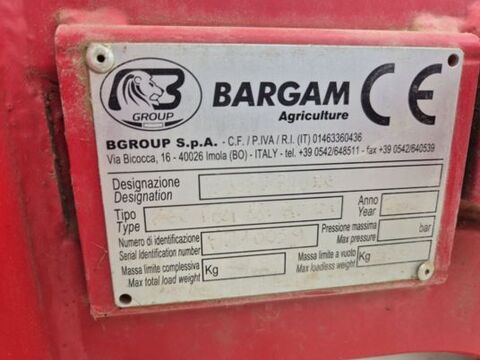 B
GROUP
BARGAM CE
Agriculture
BGROUP S.p.A. - C.F. / P.IVA / R.I. (IT) 01463360436
Via Bicocca, 16 - 40026 Imola (BO) - ITALY - tel. +39 0542/648511 - fax +39 0542/640539
Designazione
Designation
Tipo Anno
Type Year
Numero di identificazione Pressione massima bar
Serial Identification number Max pressure
Massa limite complessiva Kg Massa limite a vuoto Kg
Max total load weight Max loadless weight